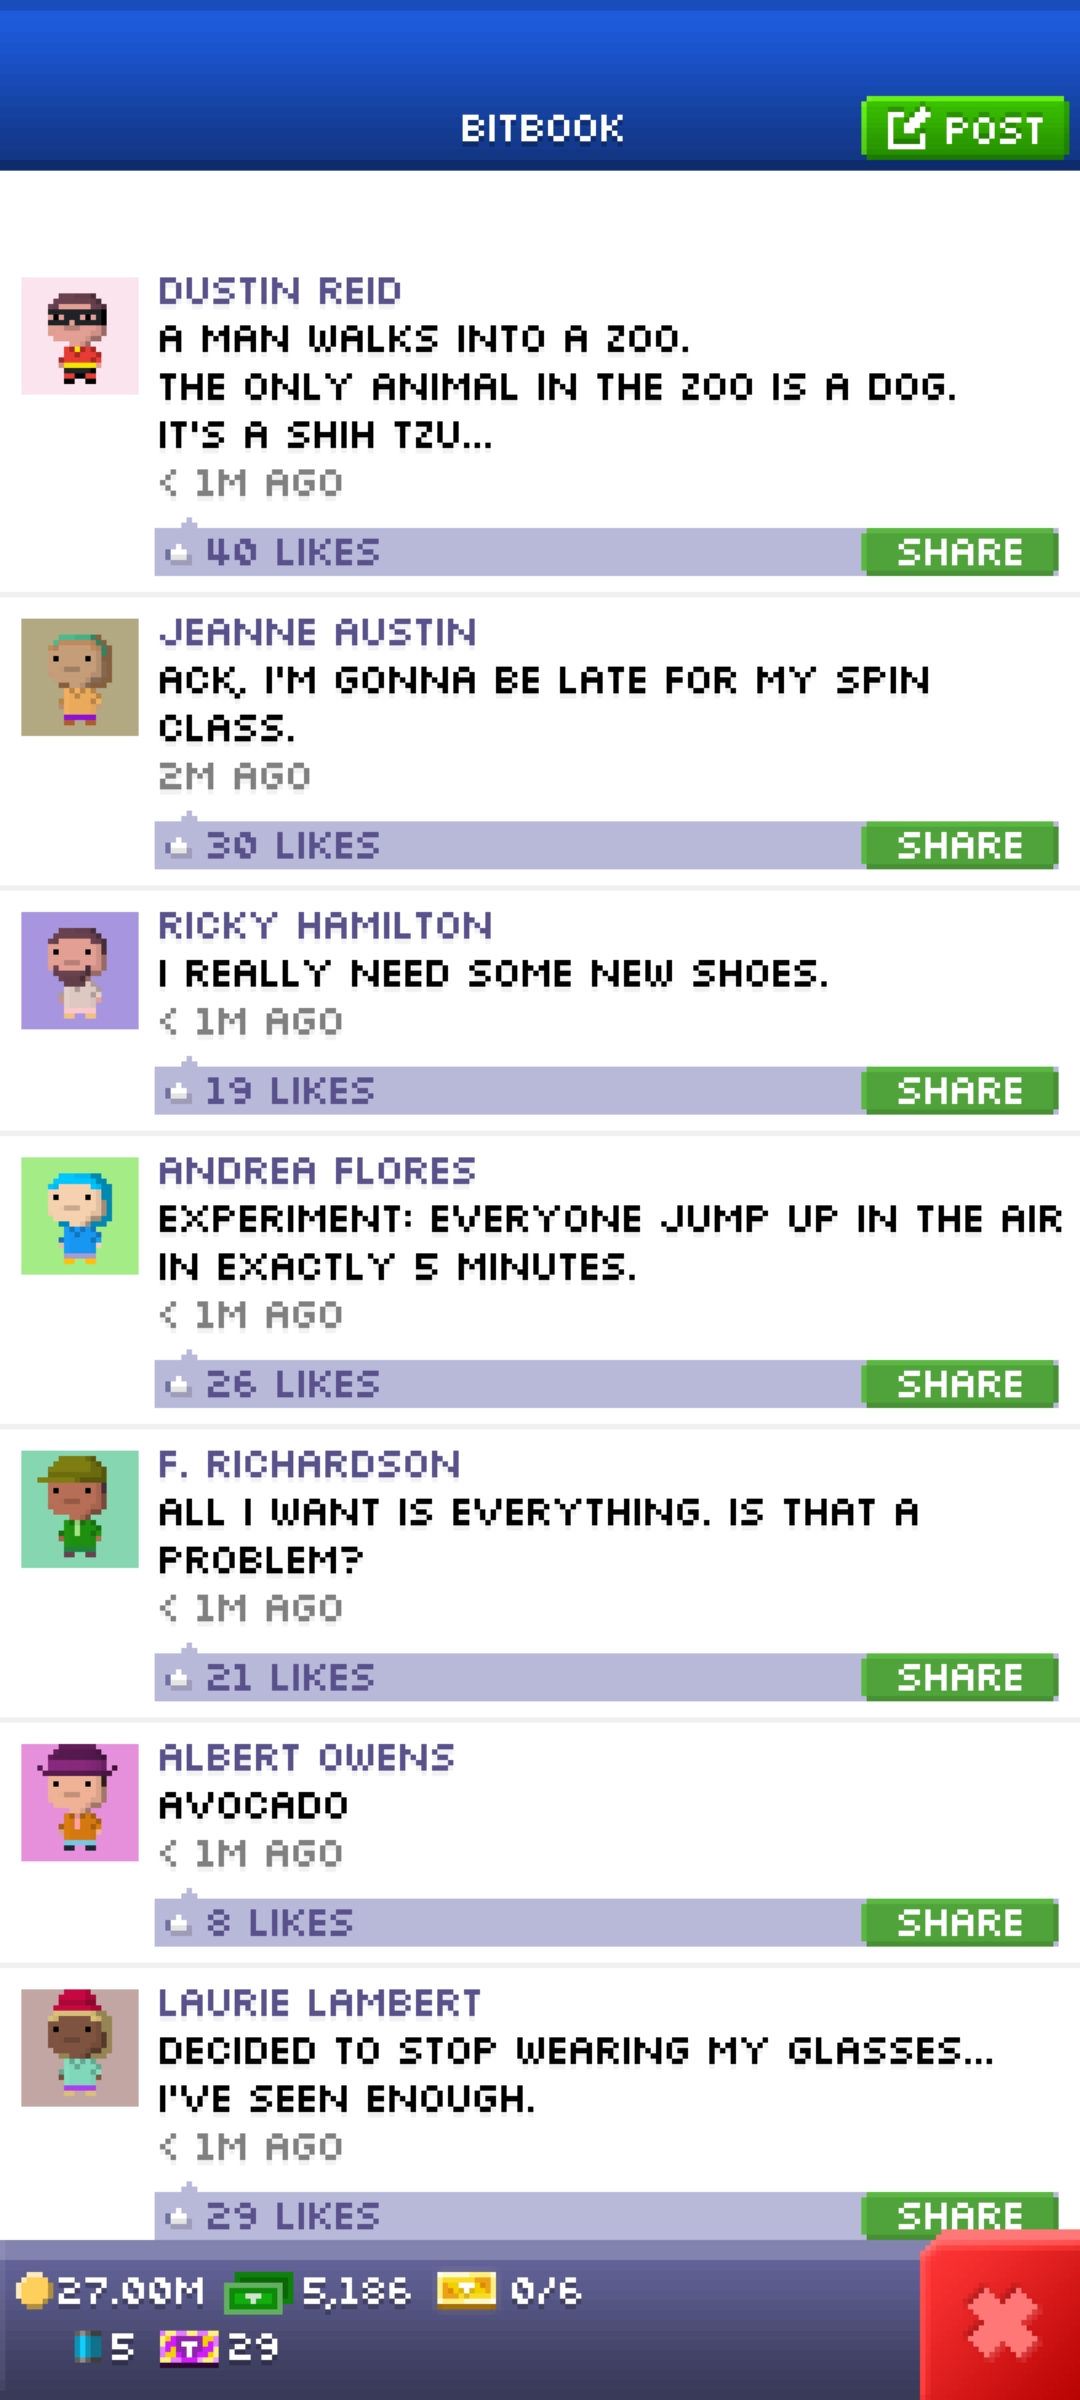 BITBOOK
POST
DUSTIN REID
A MAN WALKS INTO A ZOO.
THE ONLY ANIMAL IN THE ZOO IS A DOG.
IT'S A SHIH TZU...
< 1M AGO
40 LIKES
SHARE
JEANNE AUSTIN
ACK, I'M GONNA BE LATE FOR MY SPIN
CLASS.
2M AGO
30 LIKES
SHARE
RICKY HAMILTON
I REALLY NEED SOME NEW SHOES.
< 1M AGO
19 LIKES
SHARE
ANDREA FLORES
EXPERIMENT: EVERYONE JUMP UP IN THE AIR
IN EXACTLY 5 MINUTES.
< 1M AGO
26 LIKES
SHARE
F. RICHARDSON
ALL I WANT IS EVERYTHING. IS THAT A
PROBLEM?
< 1M AGO
21 LIKES
SHARE
ALBERT OWENS
AVOCADO
< 1M AGO
8 LIKES
SHARE
LAURIE LAMBERT
DECIDED TO STOP WEARING MY GLASSES...
I'VE SEEN ENOUGH.
< 1M AGO
29 LIKES
SHARE
27.00M 5,186 0/6
5 T 29